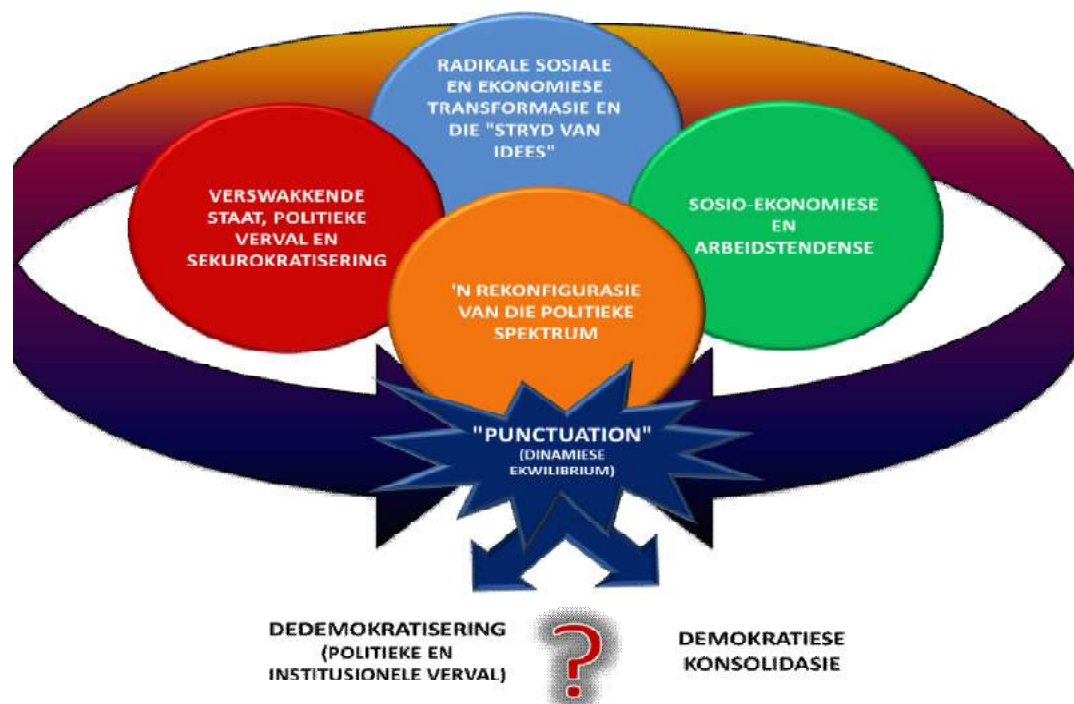 RADIKALE SOSIALE
EN EKONOMIESE
TRANSFORMASIE EN
DIE "STRYD VAN
IDEES"
VERSWAKKENDE
STAAT, POLITIEKE
VERVAL EN
SEKUROKRATISERING
SOSIO-EKONOMIESE
EN
ARBEIDSTENDENSE
'N REKONFIGURASIE
VAN DIE POLITIEKE
SPEKTRUM
"PUNCTUATION"
(DINAMIESE
EKWILIBRIUM)
DEDEMOKRATISERING
(POLITIEKE EN
INSTITUSIONELE VERVAL)
?
DEMOKRATIESE
KONSOLIDASIE